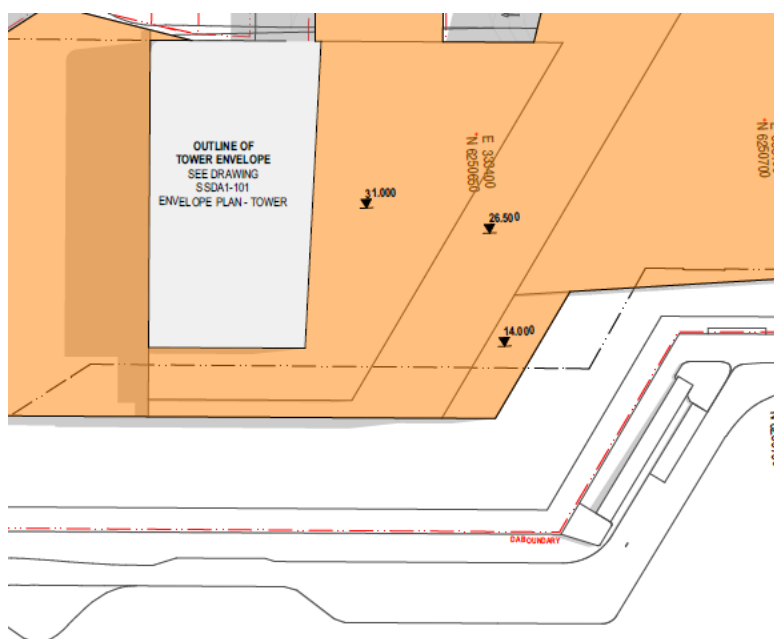 OUTLINE OF
TOWER ENVELOPE
SEE DRAWING
SSDA1-101
ENVELOPE PLAN - TOWER
31.000
E 333400
N 6250650
26.500
N 6250700
14.000
DA BOUNDARY